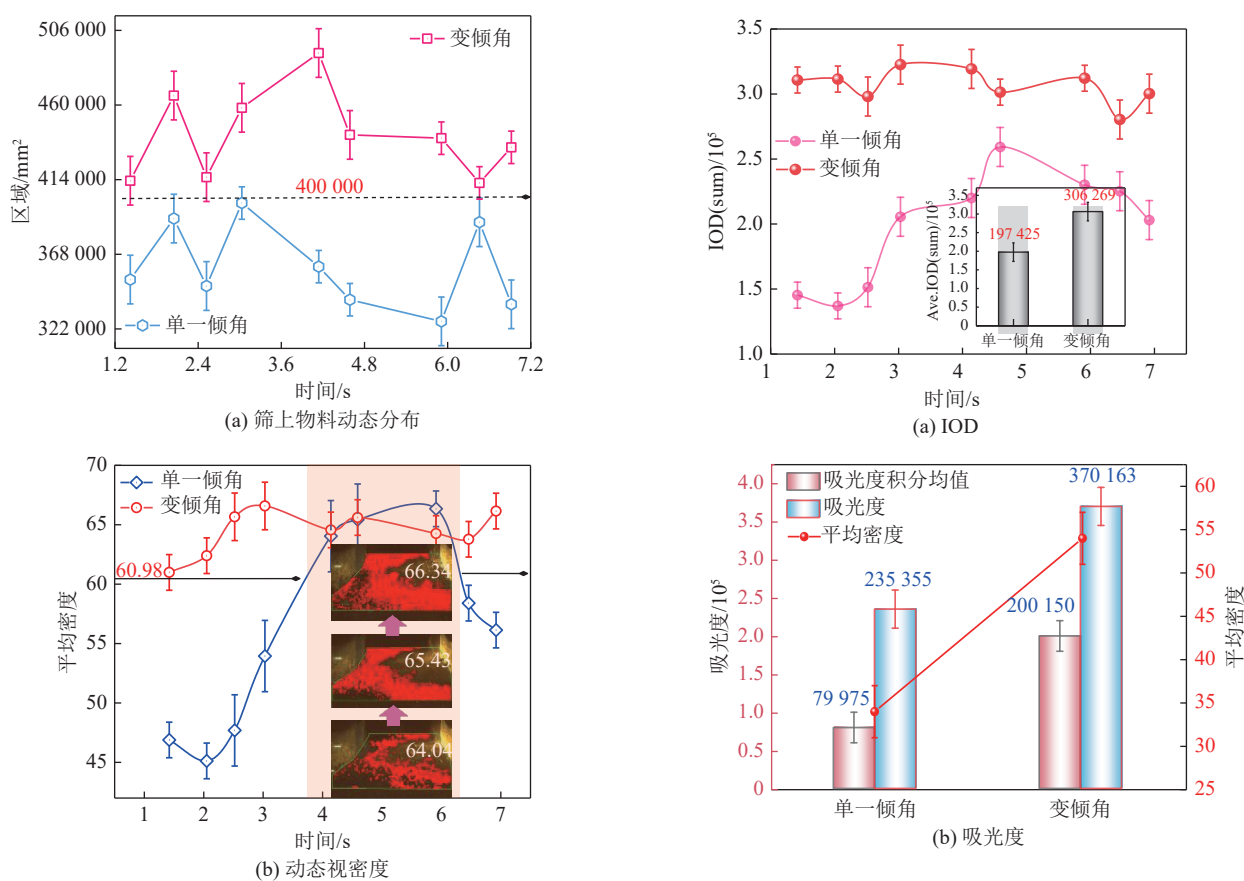 506 000
460 000
414 000
368 000
322 000
区域/mm²
变倾角
400 000
单一倾角
1.2 2.4 3.6 4.8 6.0 7.2
时间/s
(a) 筛上物料动态分布
3.5
3.0
2.5
2.0
1.5
1.0
IOD(sum)/10⁵
单一倾角
变倾角
3.5
3.0
2.5
2.0
1.5
1.0
0.5
0
Ave.IOD(sum)/10⁵
197 425
306 269
单一倾角 变倾角
1 2 3 4 5 6 7
时间/s
(a) IOD
70
65
60
55
50
45
平均密度
单一倾角
变倾角
60.98
66.34
65.43
64.04
1 2 3 4 5 6 7
时间/s
(b) 动态视密度
4.0
3.5
3.0
2.5
2.0
1.5
1.0
0.5
0
吸光度/10⁵
吸光度积分均值
吸光度
平均密度
79 975
235 355
200 150
370 163
60
55
50
45
40
35
30
25
平均密度
单一倾角 变倾角
(b) 吸光度